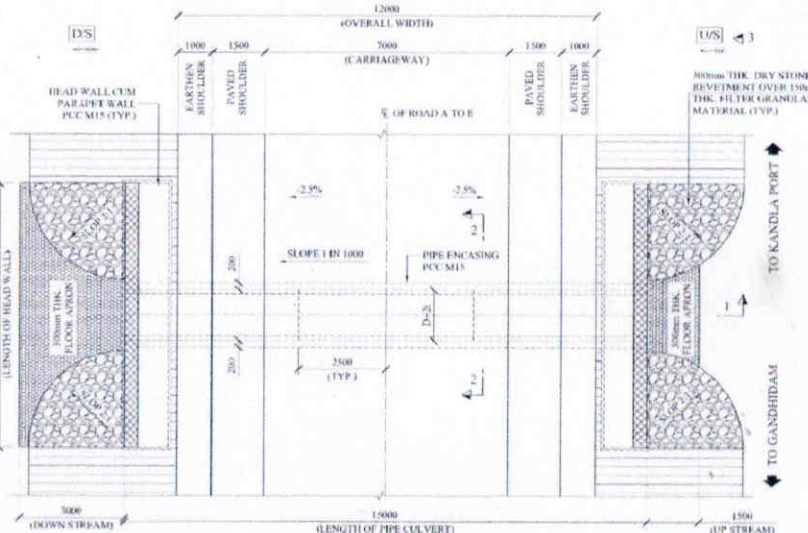 12000
(OVERALL WIDTH)
D/S
U/S
3
1000
1500
7000
(CARRIAGEWAY)
1500
1000
EARTHEN
SHOULDER
PAVED
SHOULDER
PAVED
SHOULDER
EARTHEN
SHOULDER
HEAD WALL CUM
PARAPET WALL
PCC M15 (TYP.)
300mm THK. DRY STONE
REVETMENT OVER 150
THK. FILTER GRANULA
MATERIAL (TYP.)
℄ OF ROAD A TO E
TO KANDLA PORT
-2.5%
-2.5%
2
SLOPE 1 IN 1000
PIPE ENCASING
PCC M15
200
D+2t
200
(LENGTH OF HEAD WALL)
300mm THK.
FLOOR APRON
300mm THK.
FLOOR APRON
1
2500
(TYP.)
2
TO GANDHIDAM
3000
(DOWN STREAM)
15000
(LENGTH OF PIPE CULVERT)
1500
(UP STREAM)